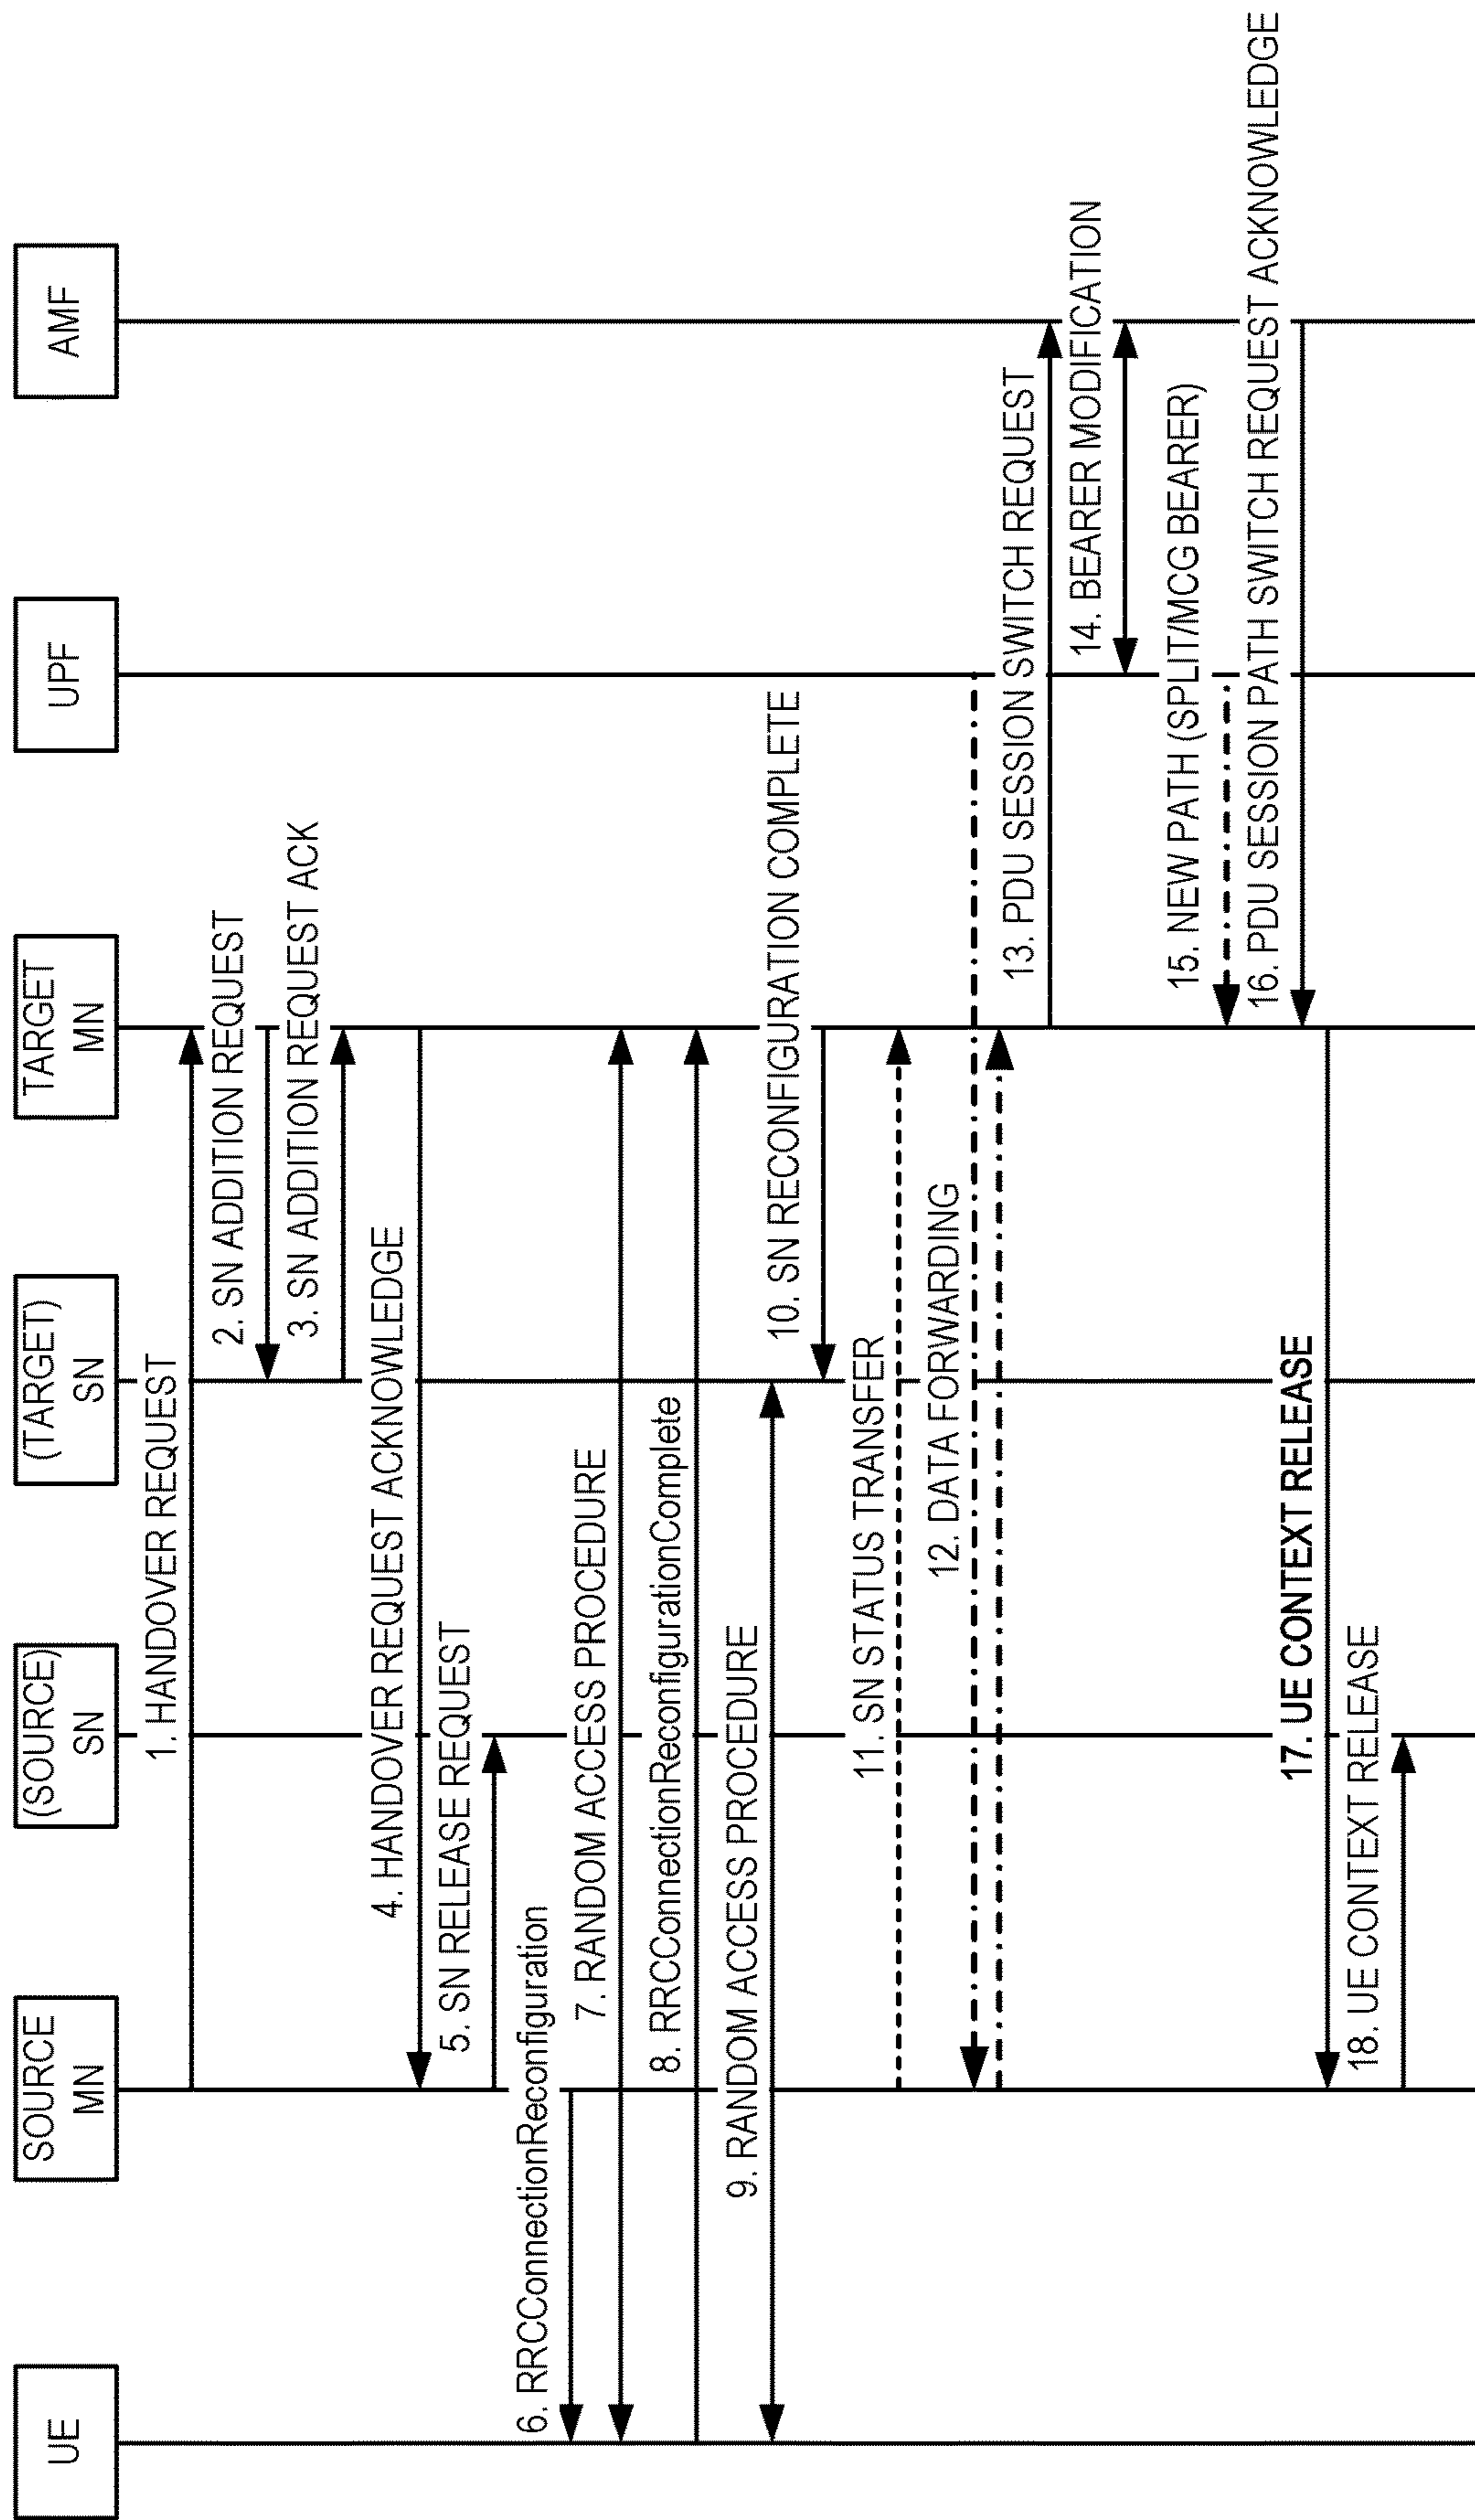 UE
SOURCE
MN
(SOURCE)
SN
(TARGET)
SN
TARGET
MN
UPF
AMF
1. HANDOVER REQUEST
2. SN ADDITION REQUEST
3. SN ADDITION REQUEST ACK
4. HANDOVER REQUEST ACKNOWLEDGE
5. SN RELEASE REQUEST
6. RRCConnectionReconfiguration
7. RANDOM ACCESS PROCEDURE
8. RRCConnectionReconfigurationComplete
9. RANDOM ACCESS PROCEDURE
10. SN RECONFIGURATION COMPLETE
11. SN STATUS TRANSFER
12. DATA FORWARDING
13. PDU SESSION SWITCH REQUEST
14. BEARER MODIFICATION
15. NEW PATH (SPLIT/MCG BEARER)
16. PDU SESSION PATH SWITCH REQUEST ACKNOWLEDGE
17. UE CONTEXT RELEASE
18. UE CONTEXT RELEASE